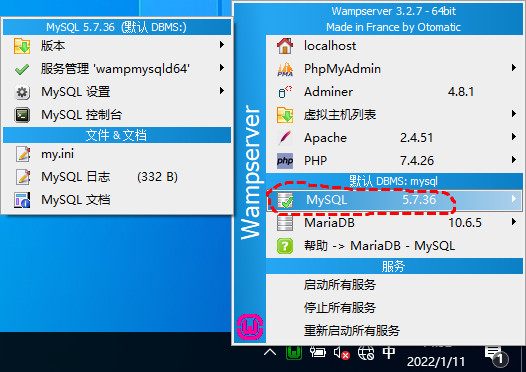 MySQL 5.7.36 (默认 DBMS:)
版本
服务管理 'wampmysqld64'
MySQL 设置
MySQL 控制台
文件 & 文档
my.ini
MySQL 日志 (332 B)
MySQL 文档
Wampserver 3.2.7 - 64bit
Made in France by Otomatic
localhost
PhpMyAdmin
Adminer 4.8.1
虚拟主机列表
Apache 2.4.51
PHP 7.4.26
默认 DBMS: mysql
MySQL 5.7.36
MariaDB 10.6.5
帮助 -> MariaDB - MySQL
服务
启动所有服务
停止所有服务
重新启动所有服务
Wampserver
中
2022/1/11
1